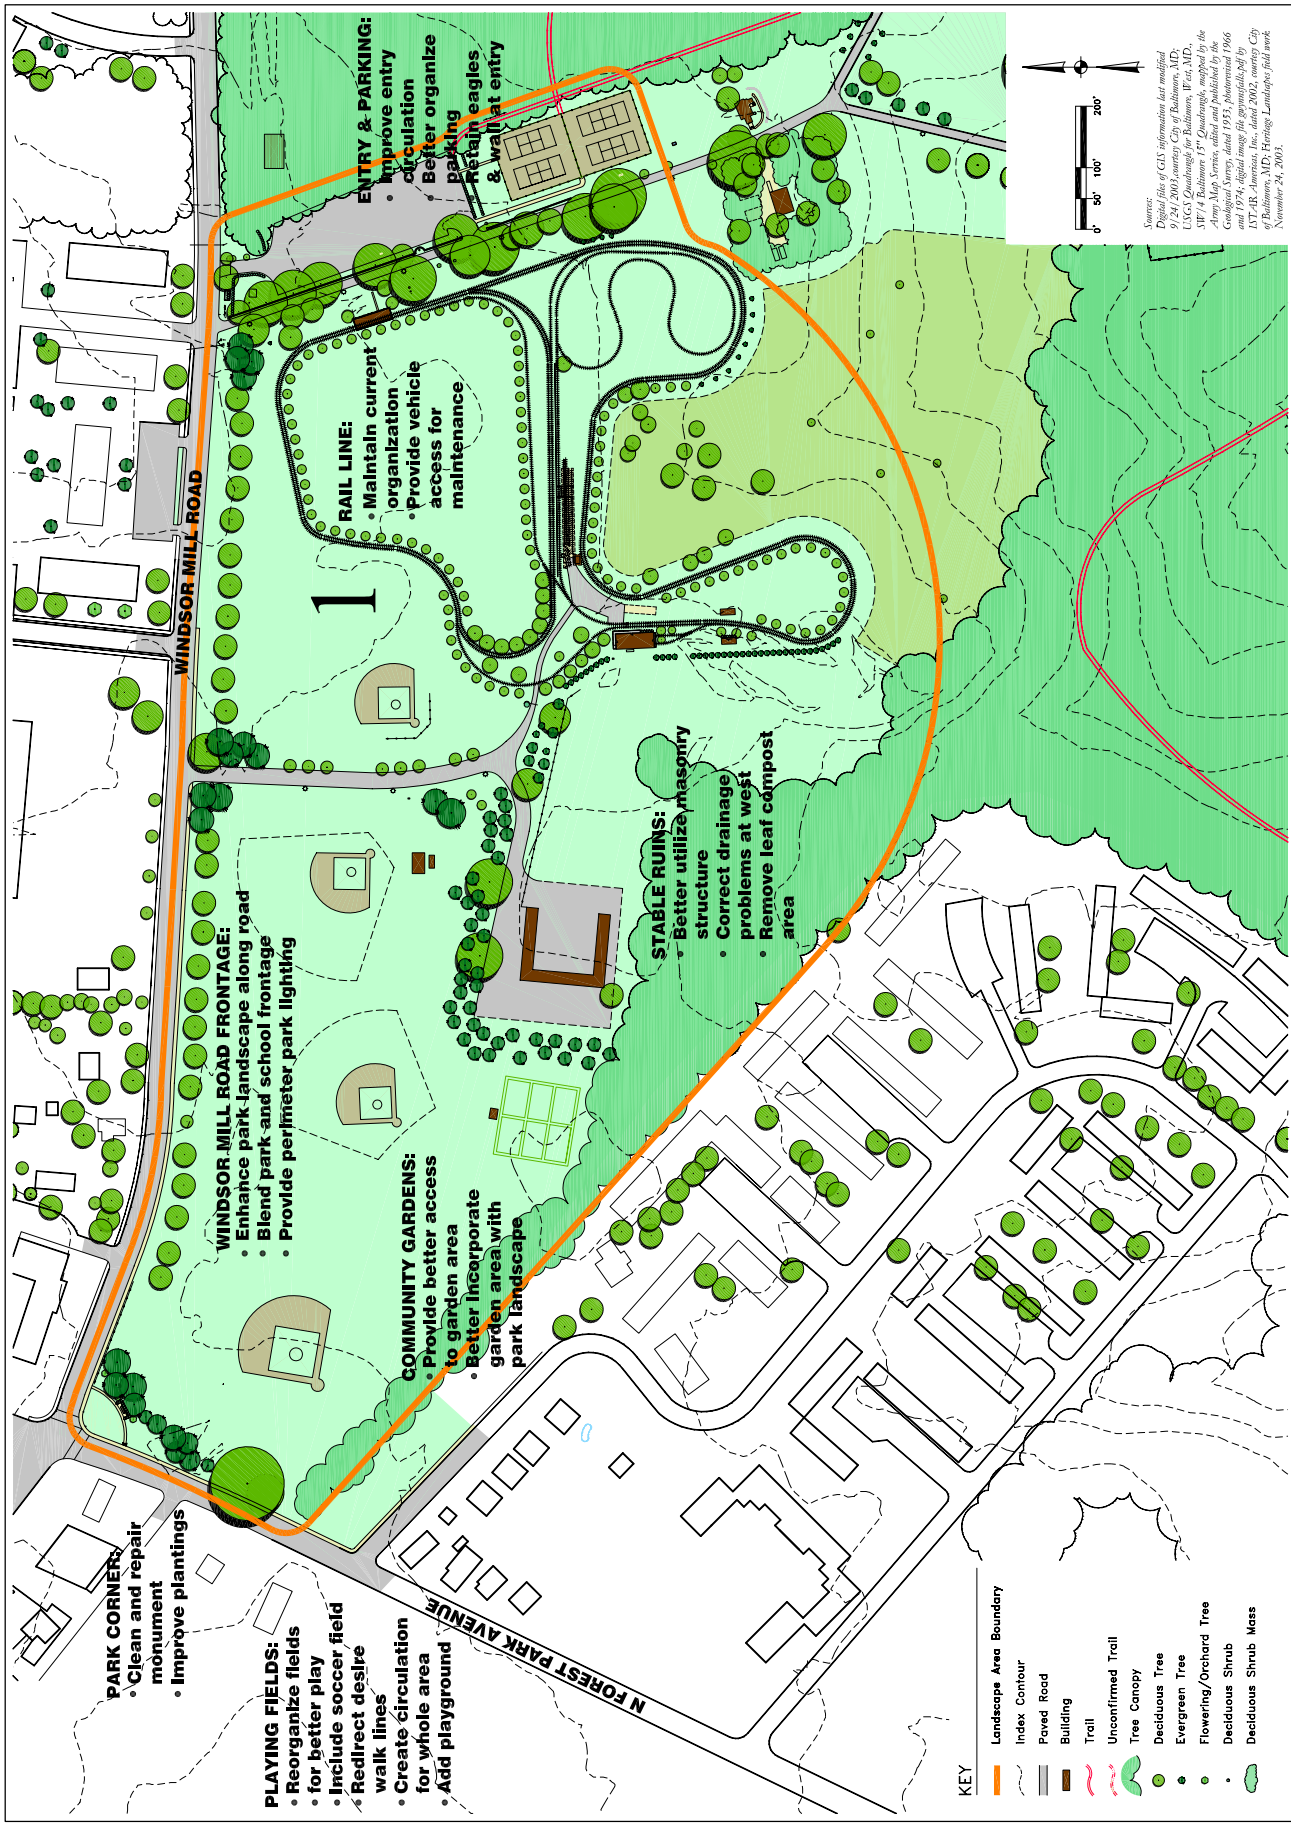 ENTRY & PARKING:
• Improve entry
circulation
• Better organize
parking
• Retain eagles
& wall at entry
RAIL LINE:
• Maintain current
organization
• Provide vehicle
access for
maintenance
1
WINDSOR MILL ROAD
STABLE RUINS:
• Better utilize masonry
structure
• Correct drainage
problems at west
• Remove leaf compost
area
WINDSOR MILL ROAD FRONTAGE:
• Enhance park landscape along road
• Blend park and school frontage
• Provide perimeter park lighting
COMMUNITY GARDENS:
• Provide better access
to garden area
• Better incorporate
garden area with
park landscape
PARK CORNER:
• Clean and repair
monument
• Improve plantings
PLAYING FIELDS:
• Reorganize fields
• for better play
• Include soccer field
• Redirect desire
walk lines
• Create circulation
for whole area
• Add playground
N FOREST PARK AVENUE
KEY
Landscape Area Boundary
Index Contour
Paved Road
Building
Trail
Unconfirmed Trail
Tree Canopy
Deciduous Tree
Evergreen Tree
Flowering/Orchard Tree
Deciduous Shrub
Deciduous Shrub Mass
0' 50' 100' 200'
Sources:
Digital files of GIS information last modified
9/24/2003, courtesy City of Baltimore, MD;
USGS Quadrangle for Baltimore, West, MD.,
SW/4 Baltimore 15" Quadrangle, mapped by the
Army Map Service, edited and published by the
Geological Survey, dated 1953, photorevised 1966
and 1974; digital image file gwynnsfalls.pdf by
ISTAR Americas, Inc., dated 2002, courtesy City
of Baltimore, MD; Heritage Landscapes field work
November 24, 2003.